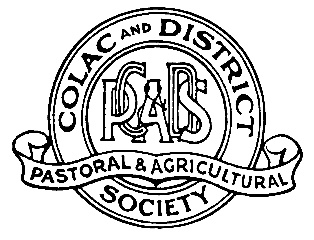 COLAC AND DISTRICT
PASTORAL & AGRICULTURAL
SOCIETY